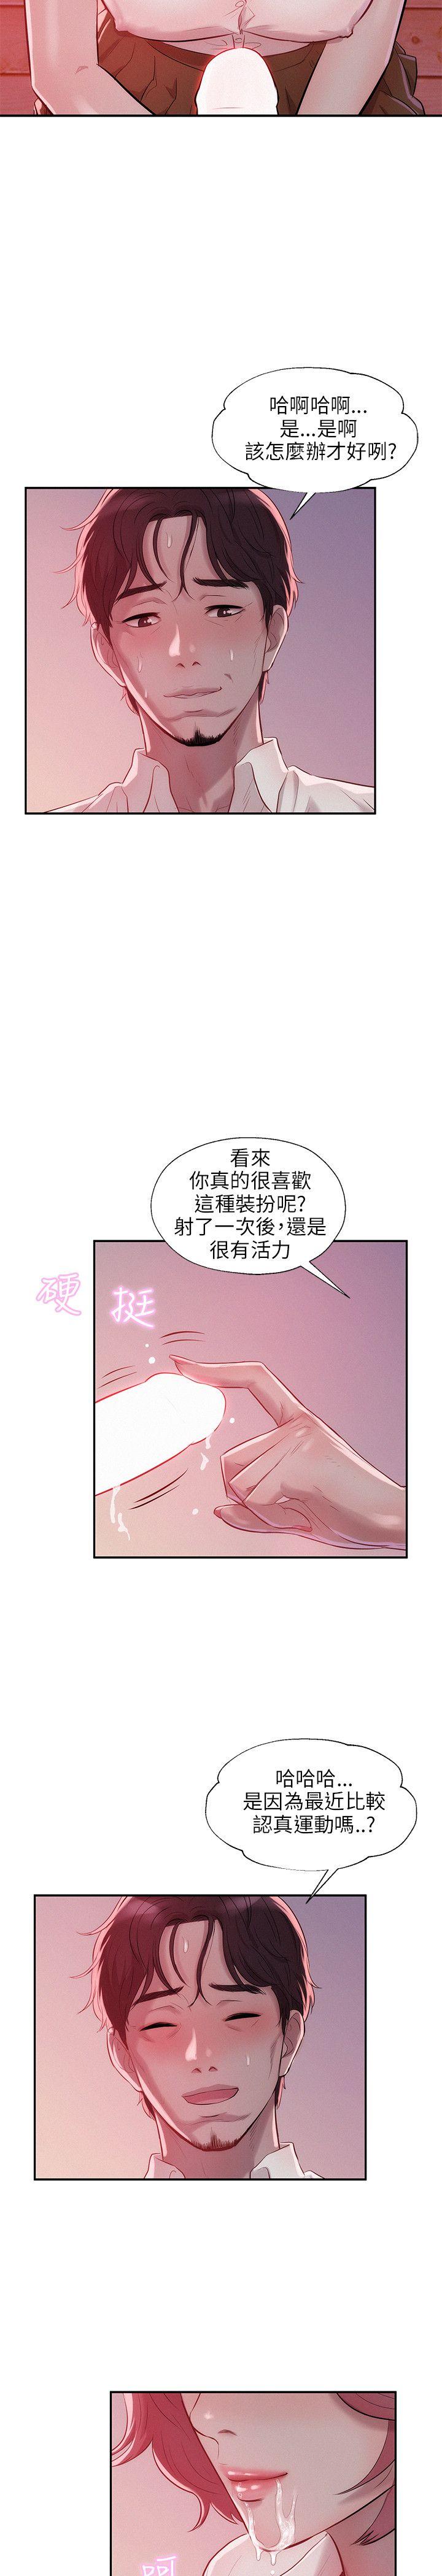 哈啊哈啊...
是...是啊
該怎麼辦才好咧?
看來
你真的很喜歡
這種裝扮呢?
射了一次後,還是
很有活力
硬 挺
哈哈哈...
是因為最近比較
認真運動嗎..?